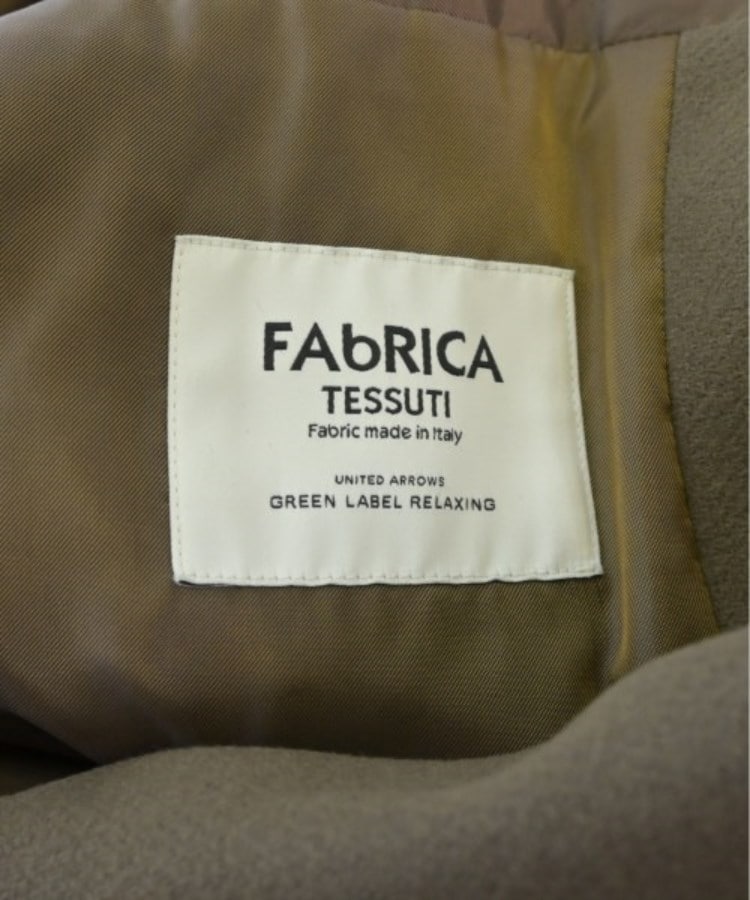 FAbRICA
TESSUTI
Fabric made in Italy
UNITED ARROWS
GREEN LABEL RELAXING